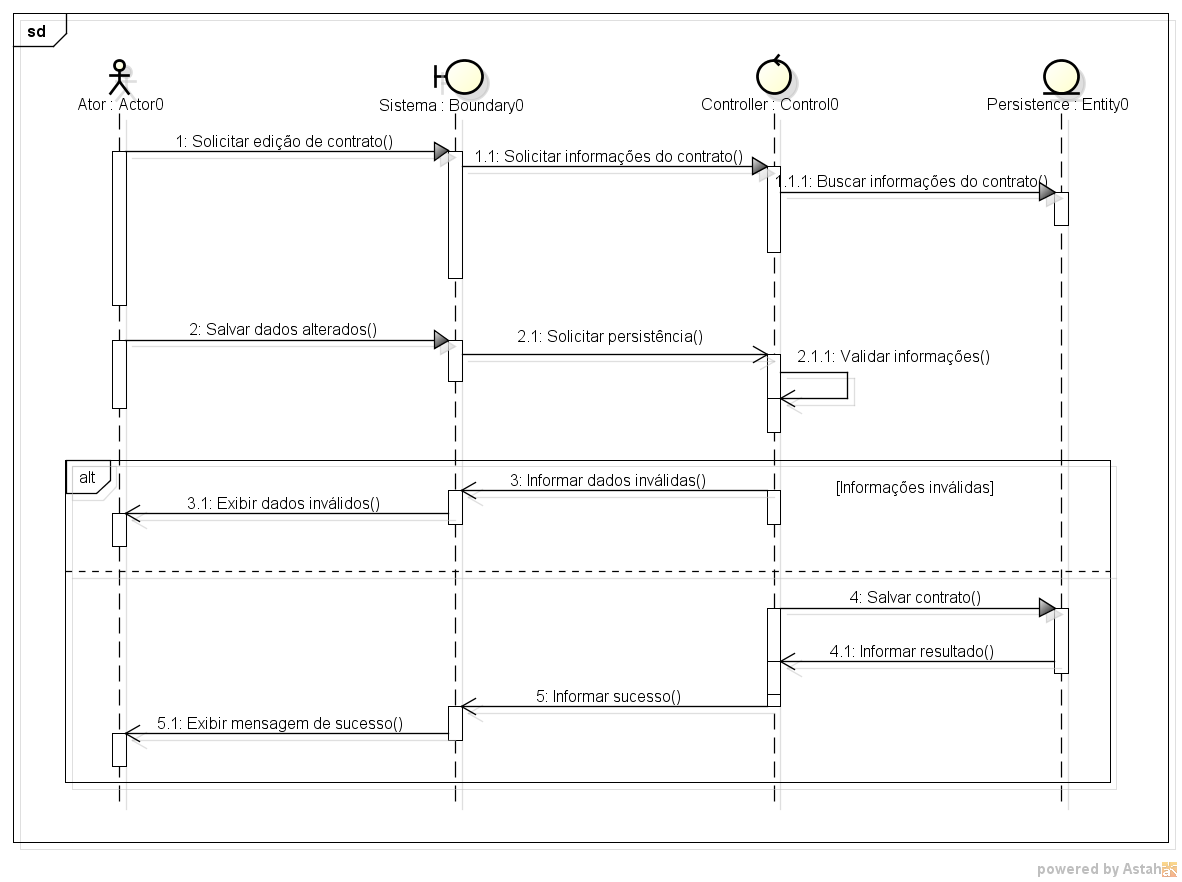 sd
Ator : Actor0
Sistema : Boundary0
Controller : Control0
Persistence : Entity0
1: Solicitar edição de contrato()
1.1: Solicitar informações do contrato()
1.1.1: Buscar informações do contrato()
2: Salvar dados alterados()
2.1: Solicitar persistência()
2.1.1: Validar informações()
alt
3: Informar dados inválidas()
[Informações inválidas]
3.1: Exibir dados inválidos()
4: Salvar contrato()
4.1: Informar resultado()
5: Informar sucesso()
5.1: Exibir mensagem de sucesso()
powered by Astah